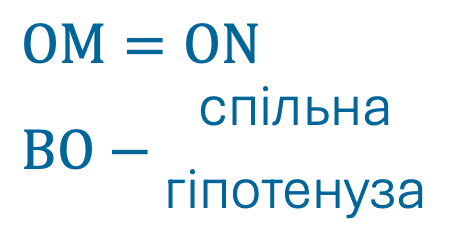 OM = ON
BO – спільна
гіпотенуза